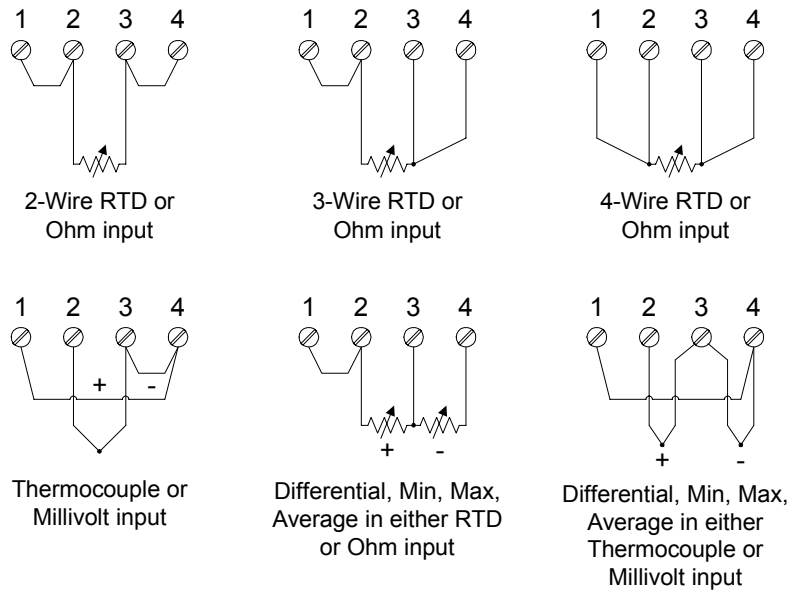 1 2 3 4
1 2 3 4
1 2 3 4
2-Wire RTD or
Ohm input
3-Wire RTD or
Ohm input
4-Wire RTD or
Ohm input
1 2 3 4
+ -
Thermocouple or
Millivolt input
1 2 3 4
+ -
Differential, Min, Max,
Average in either RTD
or Ohm input
1 2 3 4
+ -
Differential, Min, Max,
Average in either
Thermocouple or
Millivolt input